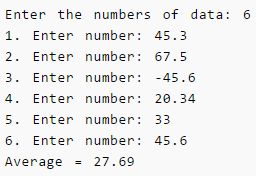 Enter the numbers of data: 6
1. Enter number: 45.3
2. Enter number: 67.5
3. Enter number: -45.6
4. Enter number: 20.34
5. Enter number: 33
6. Enter number: 45.6
Average = 27.69